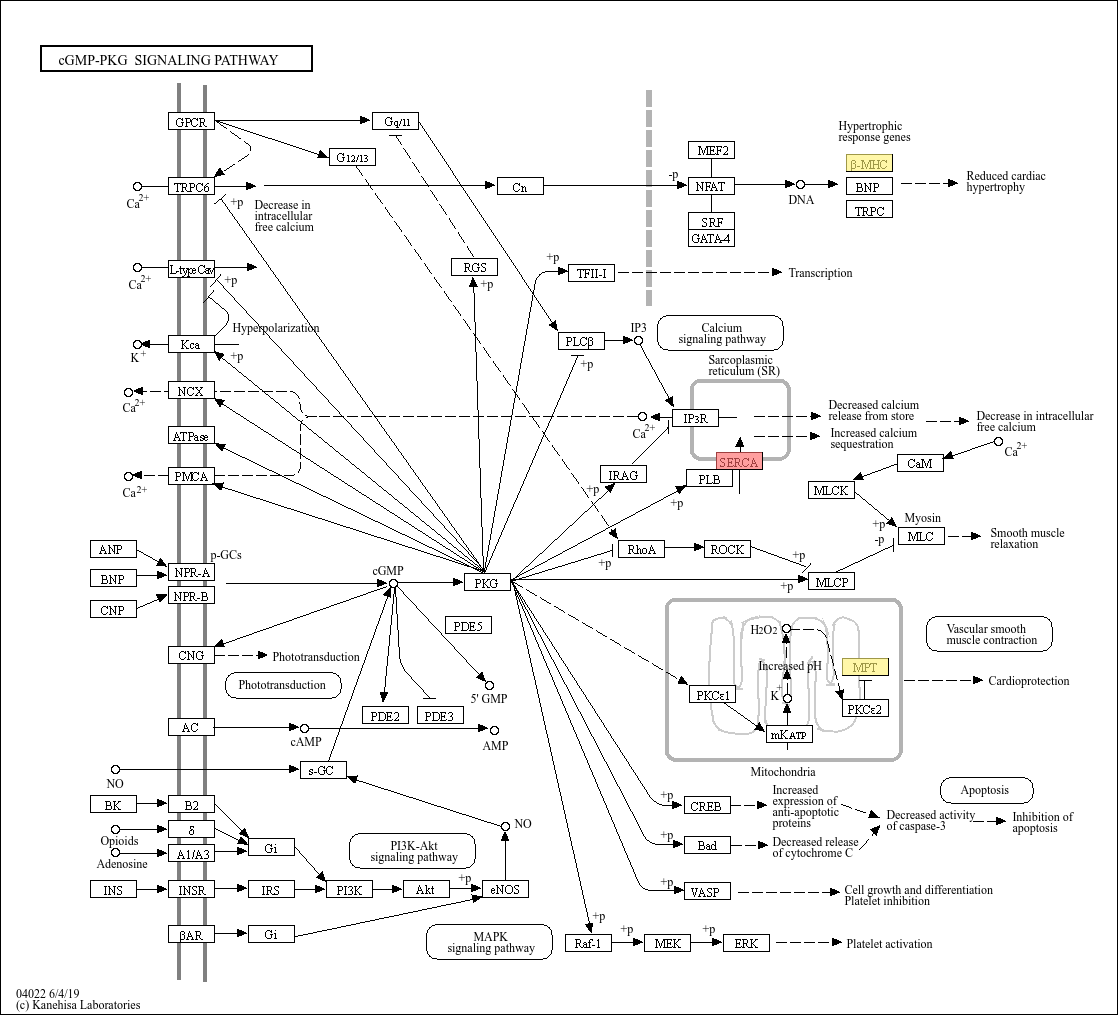 cGMP-PKG SIGNALING PATHWAY
GPCR
Gq/11
G12/13
Hypertrophic
response genes
MEF2
β-MHC
-p
TRPC6
Cn
NFAT
DNA
BNP
Reduced cardiac
hypertrophy
Ca2+
+p
Decrease in
intracellular
free calcium
TRPC
SRF
GATA-4
L-typeCav
+p
Ca2+
RGS
+p
+p
TFII-I
Transcription
Hyperpolarization
Kca
K+
+p
PLCβ
+p
IP3
Calcium
signaling pathway
Sarcoplasmic
reticulum (SR)
NCX
Ca2+
ATPase
PMCA
Ca2+
Ca2+
IP3R
Decreased calcium
release from store
Increased calcium
sequestration
Decrease in intracellular
free calcium
Ca2+
SERCA
PLB
+p
IRAG
+p
CaM
MLCK
+p
-p
Myosin
MLC
Smooth muscle
relaxation
ANP
BNP
CNP
p-GCs
NPR-A
NPR-B
cGMP
PKG
+p
RhoA
ROCK
+p
+p
MLCP
PDE5
CNG
Phototransduction
Phototransduction
5' GMP
PDE2
PDE3
H2O2
Increased pH
K+
MPT
PKCε1
PKCε2
mKATP
Mitochondria
Vascular smooth
muscle contraction
Cardioprotection
AC
cAMP
AMP
s-GC
NO
BK
B2
Opioids
δ
Adenosine
A1/A3
Gi
NO
PI3K-Akt
signaling pathway
INS
INSR
IRS
PI3K
Akt
+p
eNOS
βAR
Gi
MAPK
signaling pathway
+p
CREB
Increased
expression of
anti-apoptotic
proteins
Apoptosis
Decreased activity
of caspase-3
Inhibition of
apoptosis
+p
Bad
Decreased release
of cytochrome C
+p
VASP
Cell growth and differentiation
Platelet inhibition
+p
Raf-1
+p
MEK
+p
ERK
Platelet activation
04022 6/4/19
(c) Kanehisa Laboratories